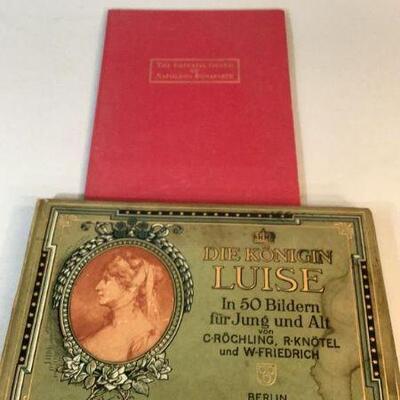 THE IMPERIAL GUARD
OF
NAPOLEON BONAPARTE
DIE KÖNIGIN
LUISE
In 50 Bildern
für Jung und Alt
von
C·RÖCHLING, R·KNÖTEL
und W·FRIEDRICH
BERLIN